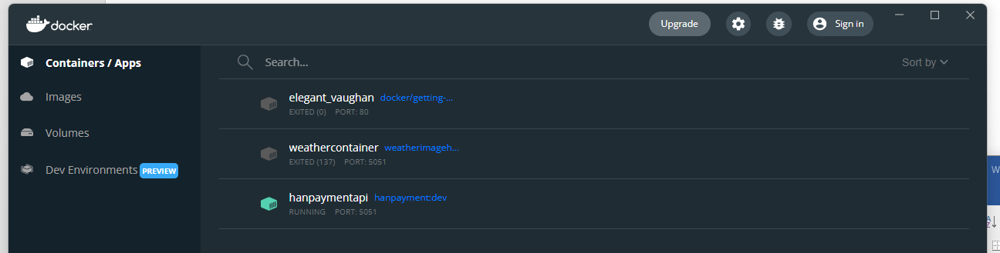 docker
Upgrade
Sign in
Containers / Apps
Search...
Sort by
Images
Volumes
Dev Environments PREVIEW
elegant_vaughan docker/getting-...
EXITED (0) PORT: 80
weathercontainer weatherimageh...
EXITED (137) PORT: 5051
hanpaymentapi hanpayment:dev
RUNNING PORT: 5051
W
A
Z